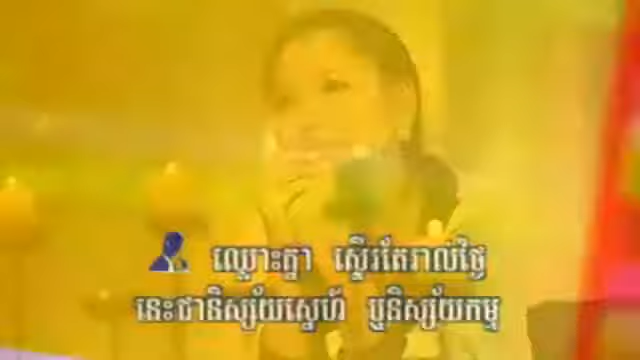 ឈ្លោះគ្នា ស្ទើរតែរាល់ថ្ងៃ
នេះជានិស្ស័យស្នេហ៍ ឬនិស្ស័យកម្ម